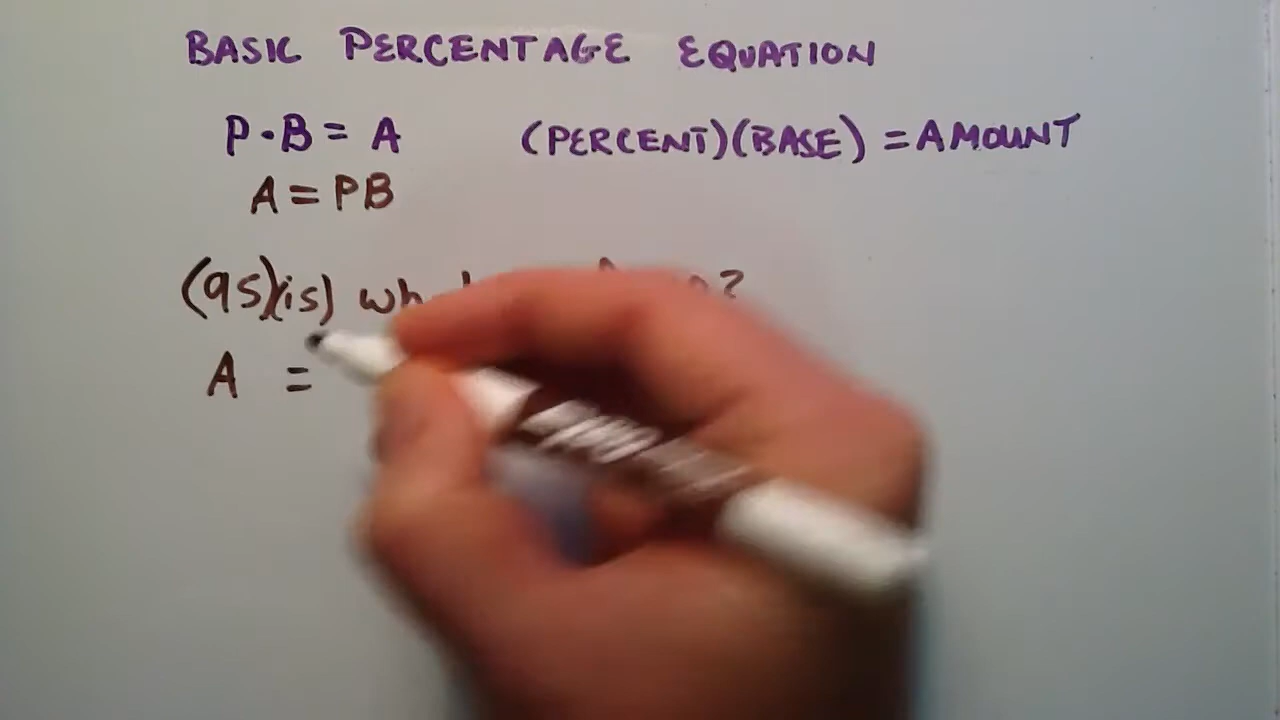 BASIC PERCENTAGE EQUATION
P · B = A (PERCENT)(BASE) = AMOUNT
A = PB
(95)(is) ?
A =